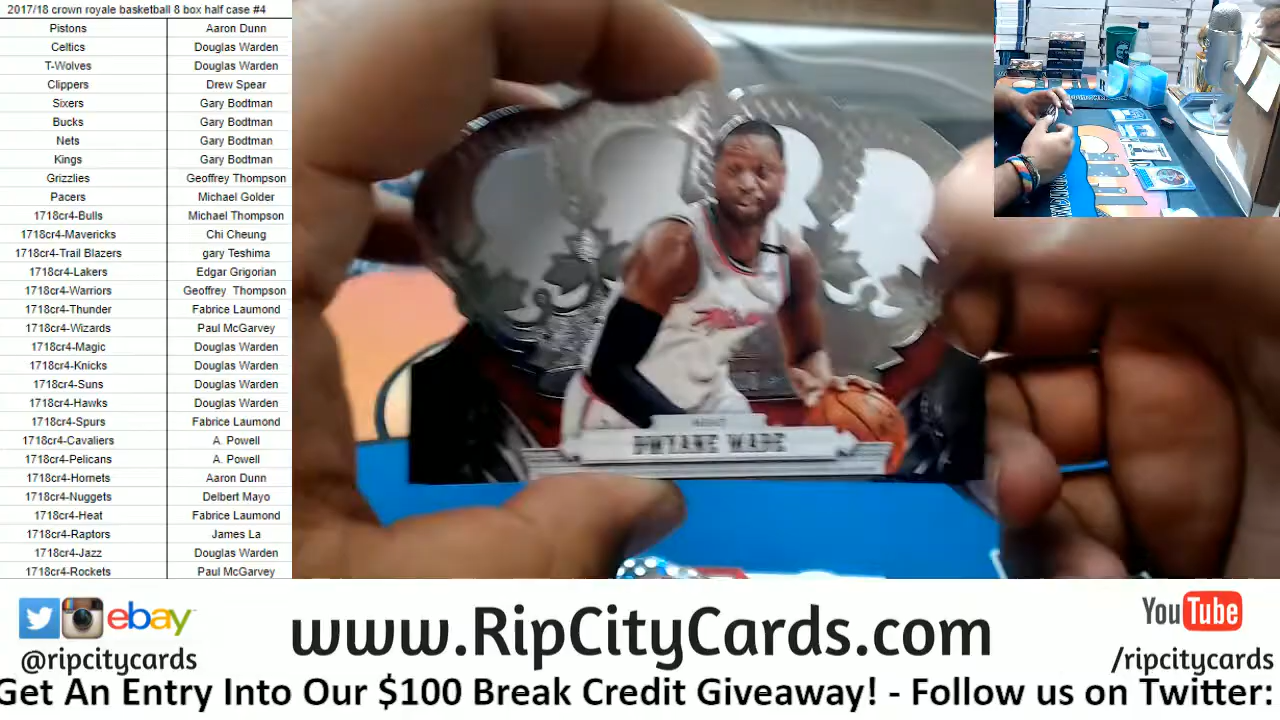 2017/18 crown royale basketball 8 box half case #4
Pistons Aaron Dunn
Celtics Douglas Warden
T-Wolves Douglas Warden
Clippers Drew Spear
Sixers Gary Bodtman
Bucks Gary Bodtman
Nets Gary Bodtman
Kings Gary Bodtman
Grizzlies Geoffrey Thompson
Pacers Michael Golder
1718cr4-Bulls Michael Thompson
1718cr4-Mavericks Chi Cheung
1718cr4-Trail Blazers gary Teshima
1718cr4-Lakers Edgar Grigorian
1718cr4-Warriors Geoffrey Thompson
1718cr4-Thunder Fabrice Laumond
1718cr4-Wizards Paul McGarvey
1718cr4-Magic Douglas Warden
1718cr4-Knicks Douglas Warden
1718cr4-Suns Douglas Warden
1718cr4-Hawks Douglas Warden
1718cr4-Spurs Fabrice Laumond
1718cr4-Cavaliers A. Powell
1718cr4-Pelicans A. Powell
1718cr4-Hornets Aaron Dunn
1718cr4-Nuggets Delbert Mayo
1718cr4-Heat Fabrice Laumond
1718cr4-Raptors James La
1718cr4-Jazz Douglas Warden
1718cr4-Rockets Paul McGarvey
DWYANE WADE
ebay
@ripcitycards
www.RipCityCards.com
YouTube
/ripcitycards
Get An Entry Into Our $100 Break Credit Giveaway! - Follow us on Twitter: